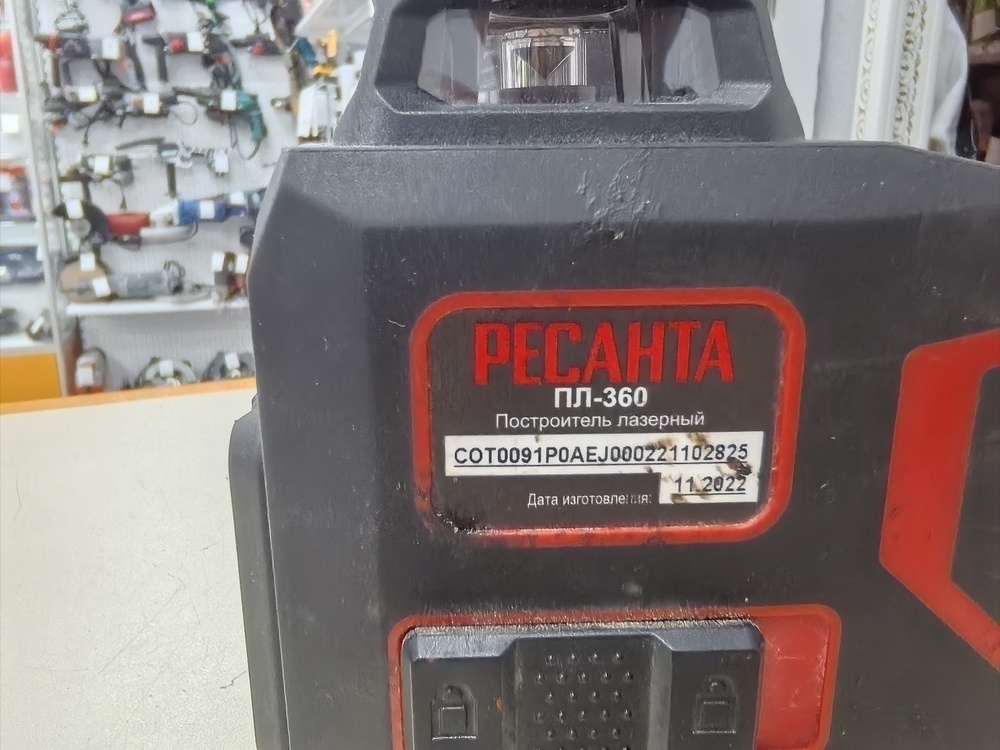 РЕСАНТА
ПЛ-360
Построитель лазерный
COT0091P0AEJ000221102825
11.2022
Дата изготовления: